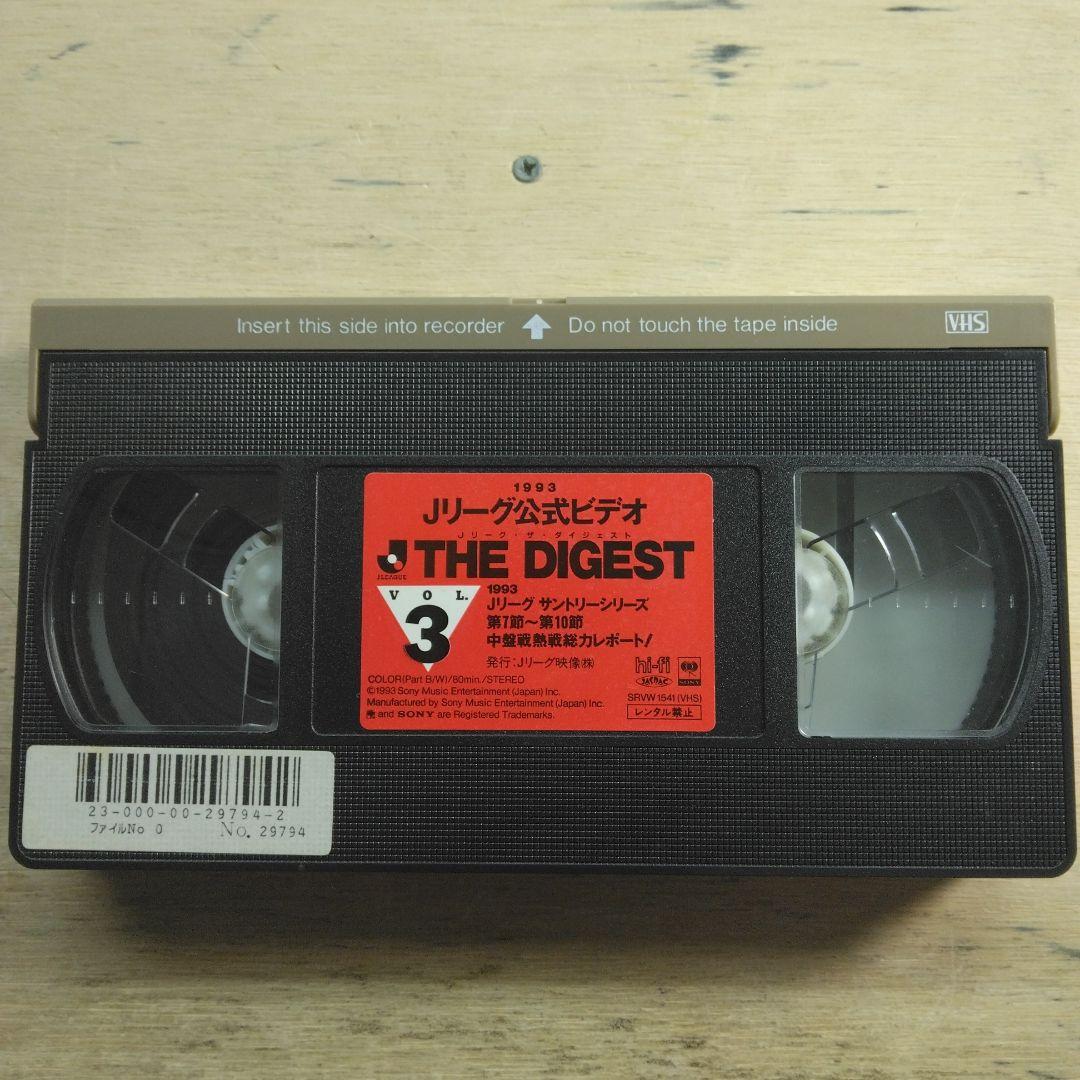 Insert this side into recorder Do not touch the tape inside VHS
1993
Jリーグ公式ビデオ
Jリーグ・ザ・ダイジェスト
J.LEAGUE THE DIGEST
VOL.
3
1993
Jリーグ サントリーシリーズ
第7節〜第10節
中盤戦熱戦総力レポート!
発行:Jリーグ映像(株)
hi-fi
COLOR(Part B/W)/80min./STEREO
©1993 Sony Music Entertainment (Japan) Inc.
Manufactured by Sony Music Entertainment (Japan) Inc.
and SONY are Registered Trademarks.
JASRAC
SONY
SRVW 1541 (VHS)
レンタル禁止
23-000-00-29794-2
ファイルNo 0 No. 29794